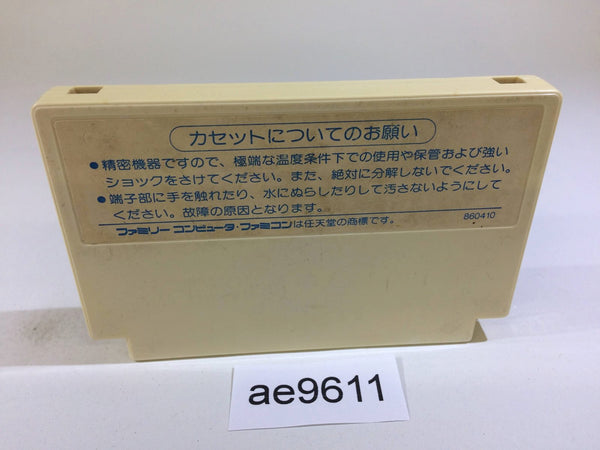 カセットについてのお願い
●精密機器ですので、極端な温度条件下での使用や保管および強い
ショックをさけてください。また、絶対に分解しないでください。
●端子部に手を触れたり、水にぬらしたりして汚さないようにして
ください。故障の原因となります。
ファミリー コンピュータ・ファミコンは任天堂の商標です。
860410
ae9611